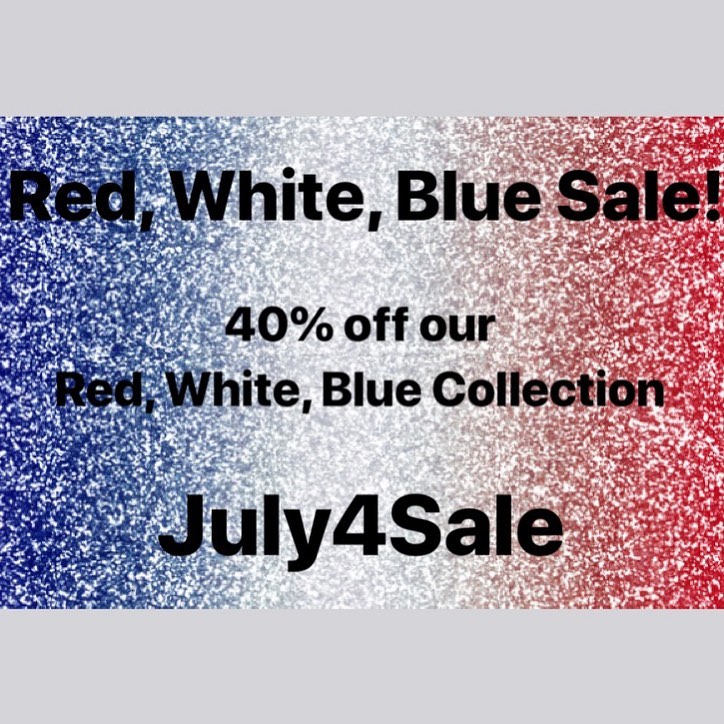 Red, White, Blue Sale!
40% off our
Red, White, Blue Collection
July4Sale